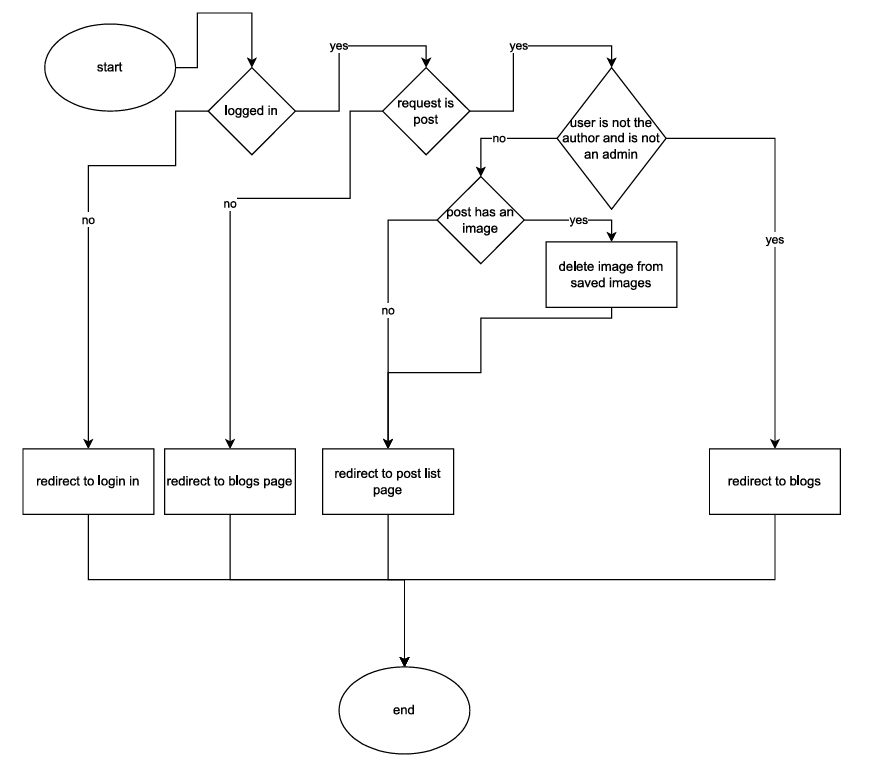 start
logged in
yes
request is
post
yes
user is not the
author and is not
an admin
no
post has an
image
yes
delete image from
saved images
no
no
no
yes
redirect to login in
redirect to blogs page
redirect to post list
page
redirect to blogs
end